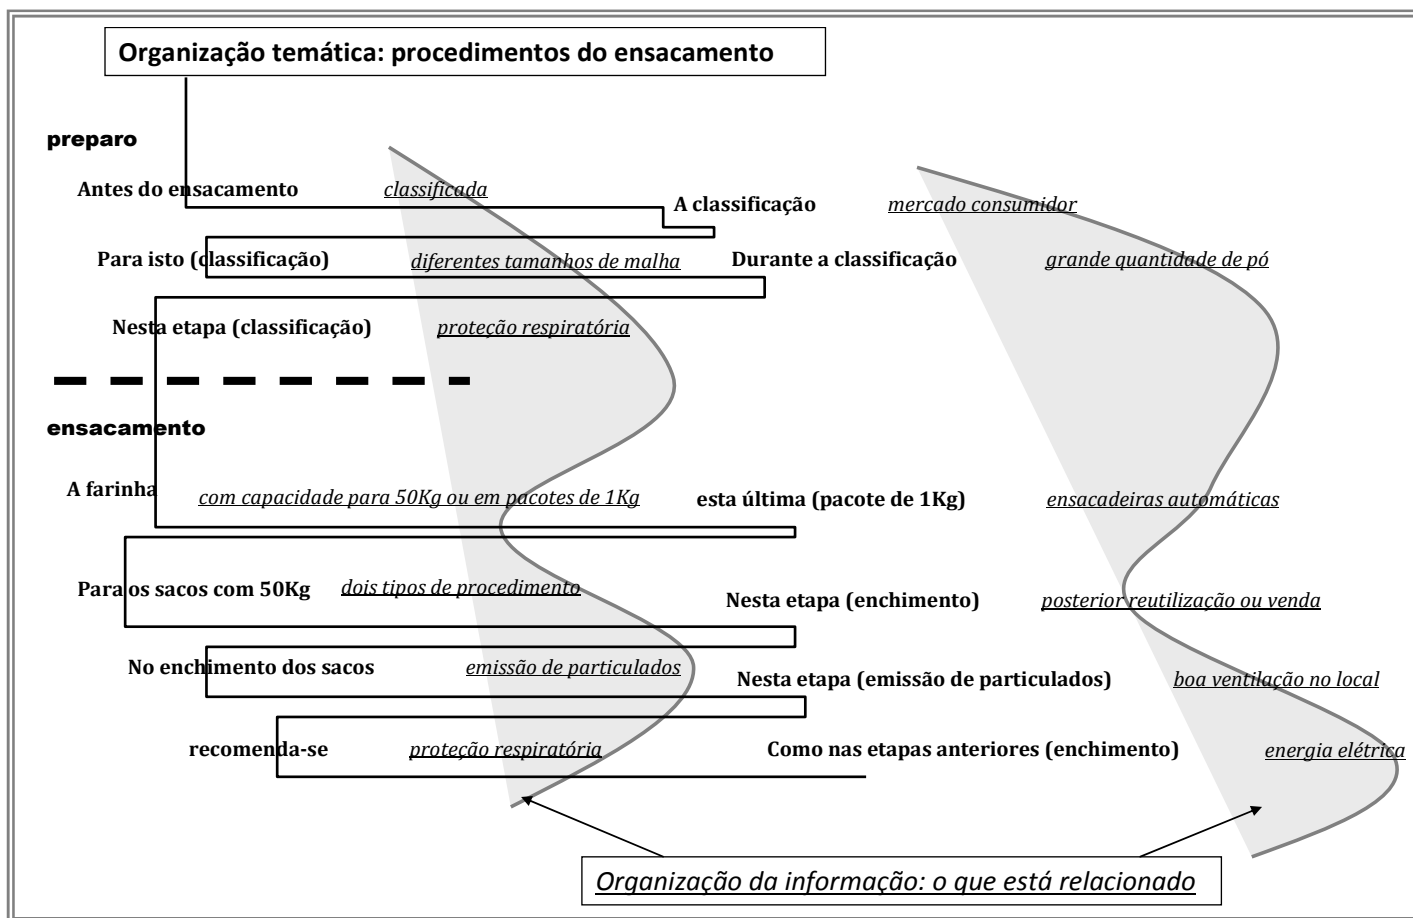 Organização temática: procedimentos do ensacamento
preparo
Antes do ensacamento classificada A classificação mercado consumidor
Para isto (classificação) diferentes tamanhos de malha Durante a classificação grande quantidade de pó
Nesta etapa (classificação) proteção respiratória
ensacamento
A farinha com capacidade para 50Kg ou em pacotes de 1Kg esta última (pacote de 1Kg) ensacadeiras automáticas
Para os sacos com 50Kg dois tipos de procedimento Nesta etapa (enchimento) posterior reutilização ou venda
No enchimento dos sacos emissão de particulados Nesta etapa (emissão de particulados) boa ventilação no local
recomenda-se proteção respiratória Como nas etapas anteriores (enchimento) energia elétrica
Organização da informação: o que está relacionado